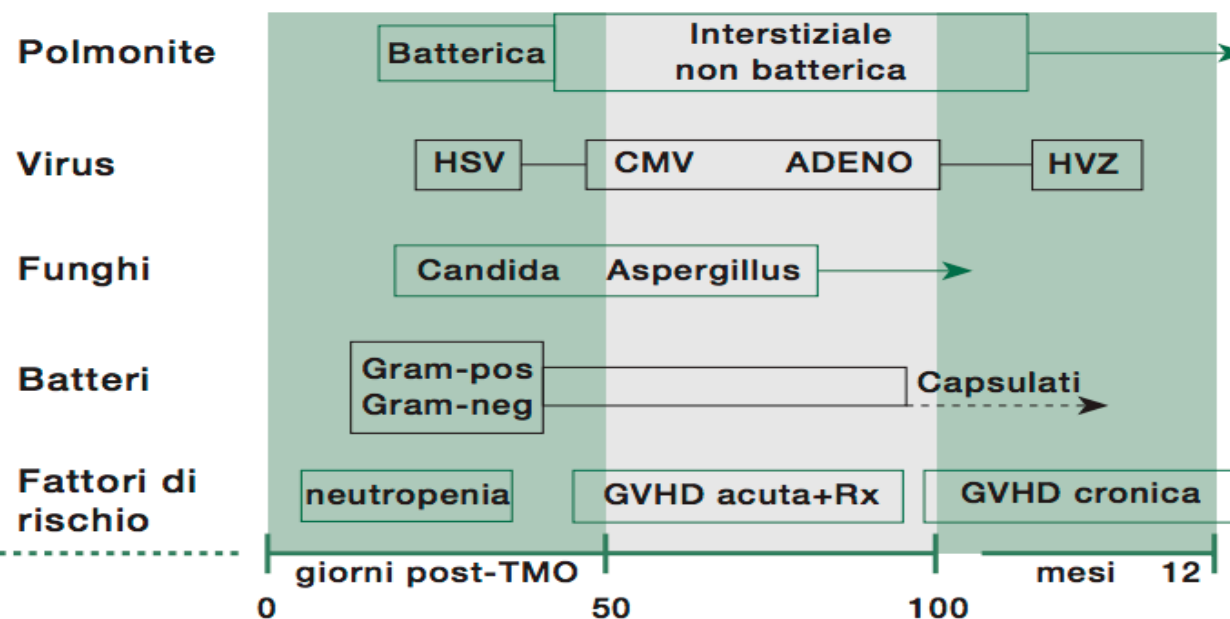 Polmonite
Batterica
Interstiziale
non batterica
Virus
HSV
CMV
ADENO
HVZ
Funghi
Candida
Aspergillus
Batteri
Gram-pos
Gram-neg
Capsulati
Fattori di
rischio
neutropenia
GVHD acuta+Rx
GVHD cronica
giorni post-TMO
mesi
12
0
50
100